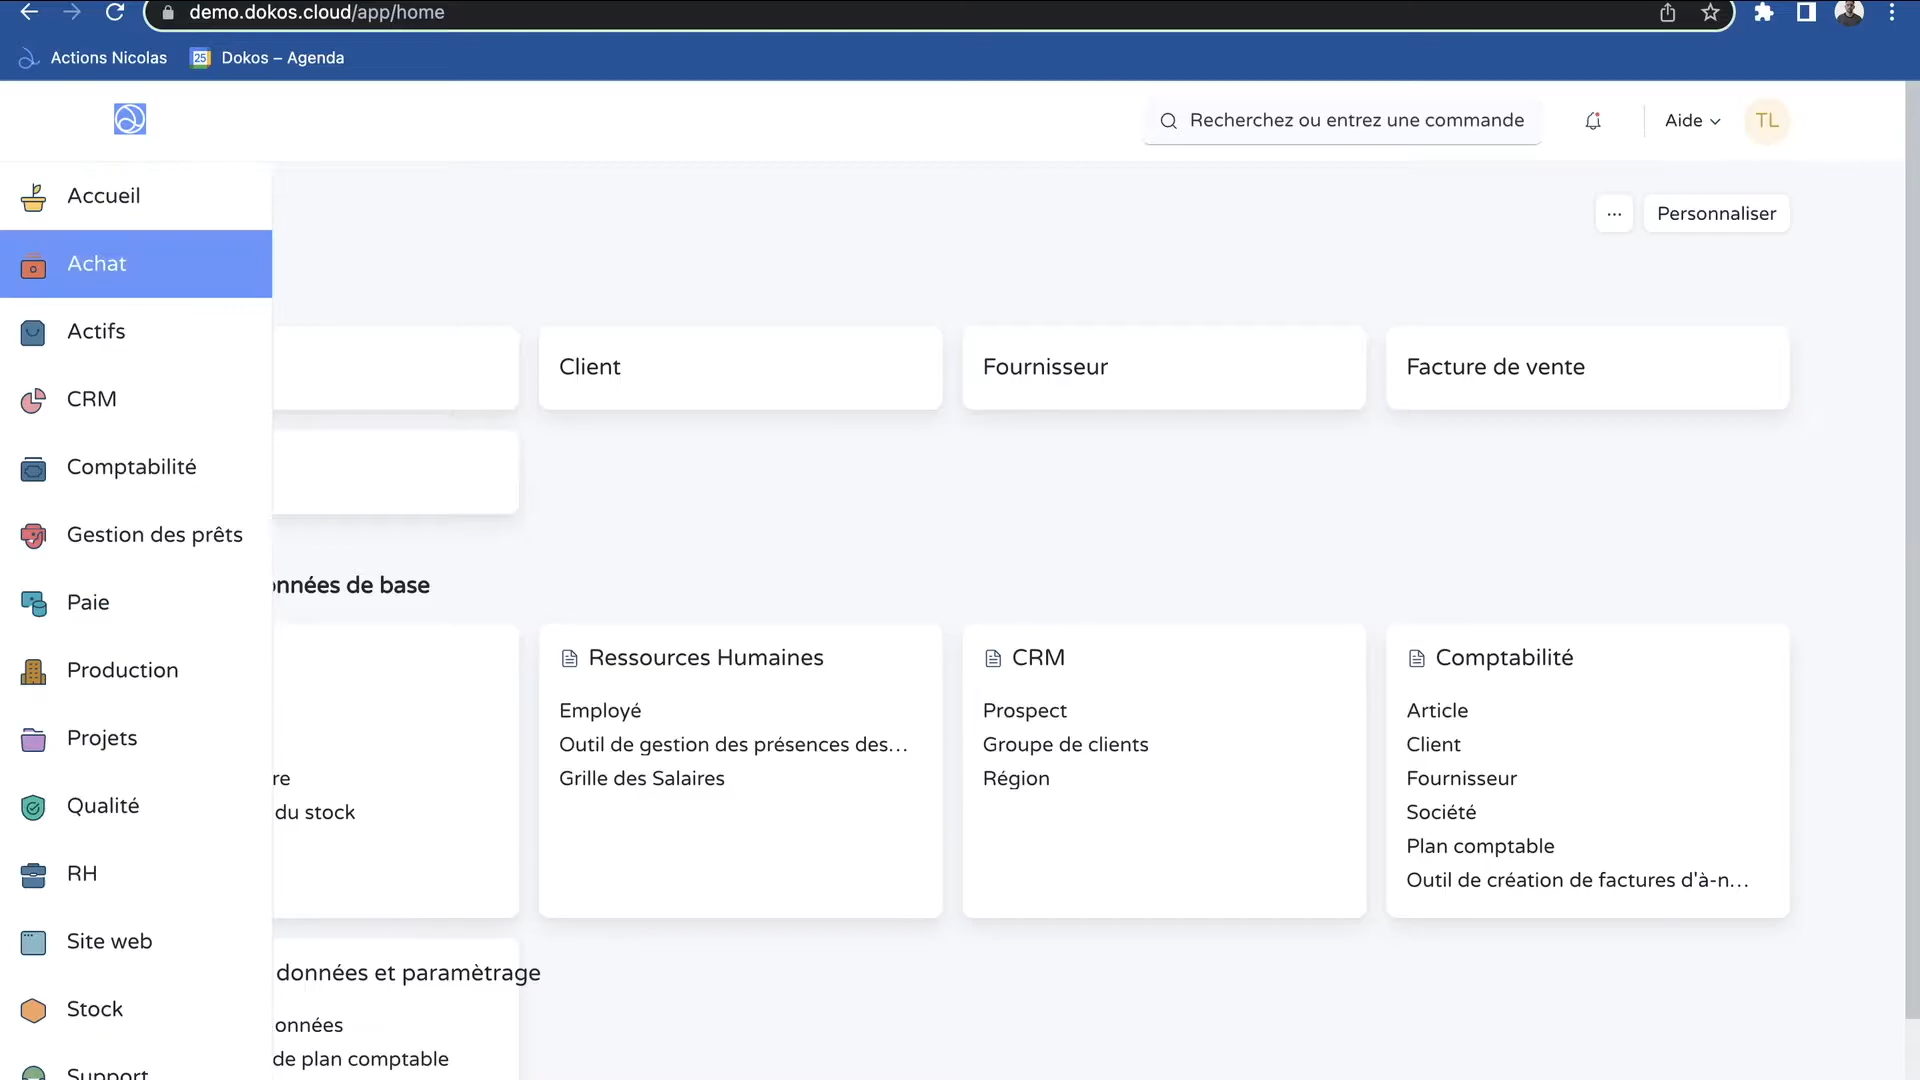 demo.dokos.cloud/app/home
Actions Nicolas
25
Dokos – Agenda
Recherchez ou entrez une commande
Aide
TL
Accueil
Achat
Actifs
CRM
Comptabilité
Gestion des prêts
Paie
Production
Projets
Qualité
RH
Site web
Stock
Support
...
Personnaliser
Client
Fournisseur
Facture de vente
onnées de base
re
du stock
Ressources Humaines
Employé
Outil de gestion des présences des...
Grille des Salaires
CRM
Prospect
Groupe de clients
Région
Comptabilité
Article
Client
Fournisseur
Société
Plan comptable
Outil de création de factures d'à-n...
données et paramètrage
onnées
de plan comptable